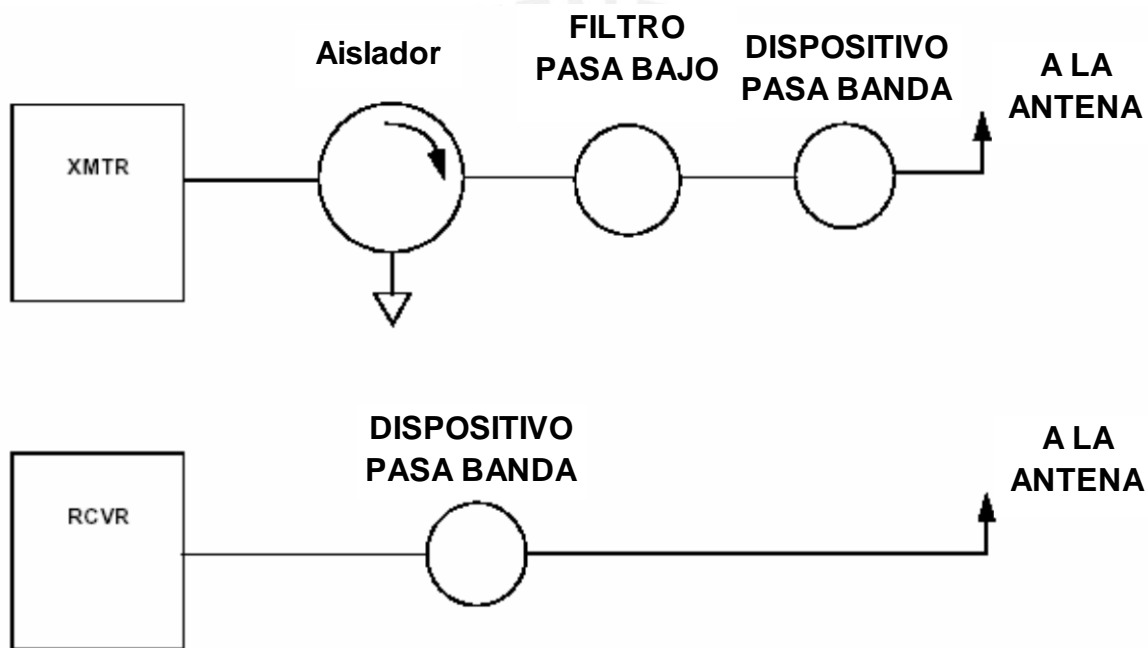 Aislador
FILTRO
PASA BAJO
DISPOSITIVO
PASA BANDA
A LA
ANTENA
XMTR
DISPOSITIVO
PASA BANDA
A LA
ANTENA
RCVR